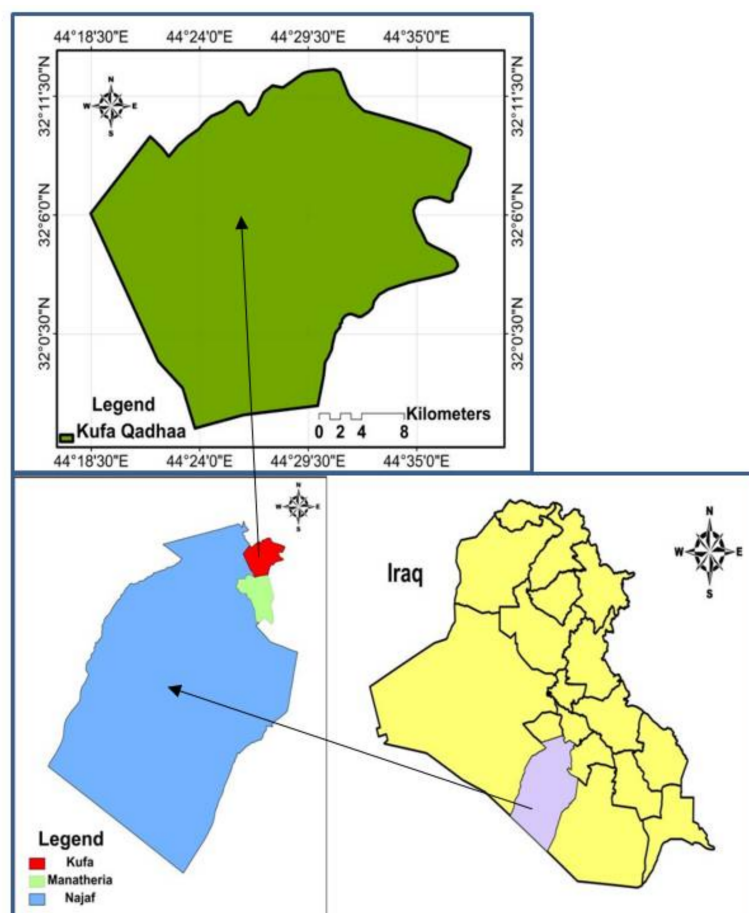 44°18'30"E 44°24'0"E 44°29'30"E 44°35'0"E
N
W E
S
32°11'30"N 32°11'30"N
32°6'0"N 32°6'0"N
32°0'30"N 32°0'30"N
Legend
Kufa Qadhaa
Kilometers
0 2 4 8
44°18'30"E 44°24'0"E 44°29'30"E 44°35'0"E
N
W E
S
Legend
Kufa
Manatheria
Najaf
Iraq
N
W E
S